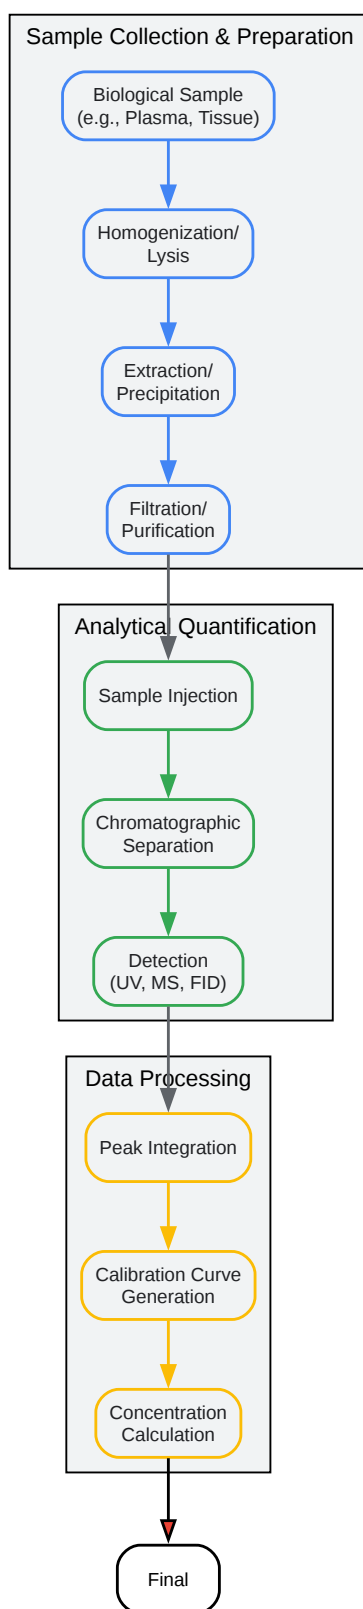 Sample Collection & Preparation
Biological Sample
(e.g., Plasma, Tissue)
Homogenization/
Lysis
Extraction/
Precipitation
Filtration/
Purification
Analytical Quantification
Sample Injection
Chromatographic
Separation
Detection
(UV, MS, FID)
Data Processing
Peak Integration
Calibration Curve
Generation
Concentration
Calculation
Final